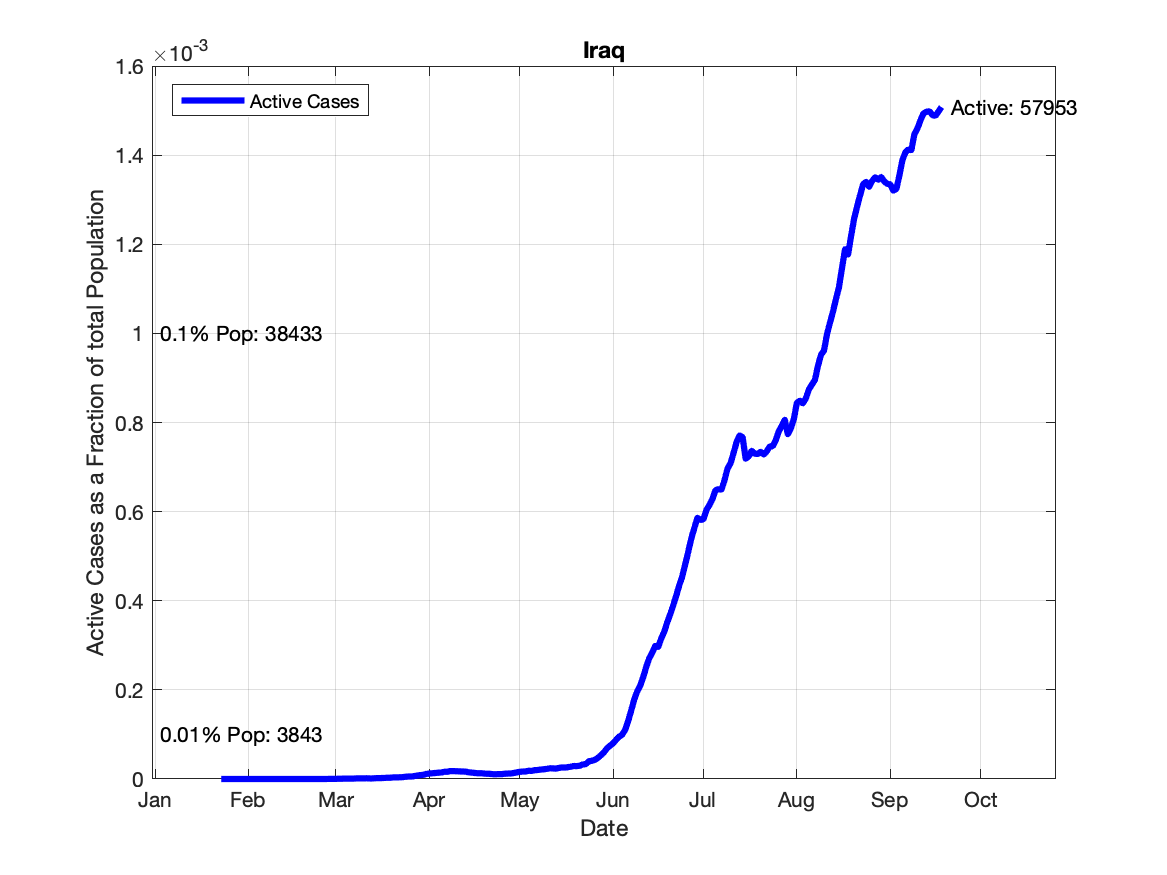 Iraq
×10-3
1.6
1.4
1.2
1
0.8
0.6
0.4
0.2
0
Active Cases
Active: 57953
0.1% Pop: 38433
0.01% Pop: 3843
Active Cases as a Fraction of total Population
Jan Feb Mar Apr May Jun Jul Aug Sep Oct
Date